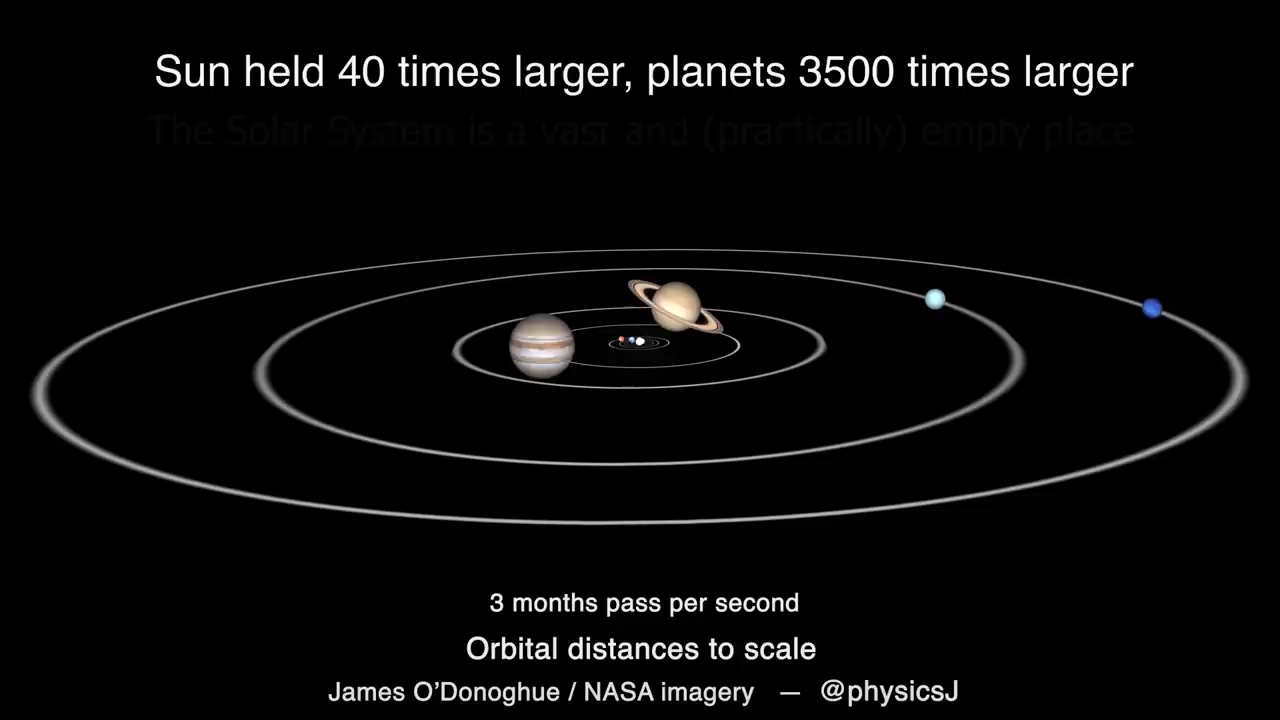 Sun held 40 times larger, planets 3500 times larger
The Solar System is a vast and (practically) empty place
3 months pass per second
Orbital distances to scale
James O’Donoghue / NASA imagery — @physicsJ